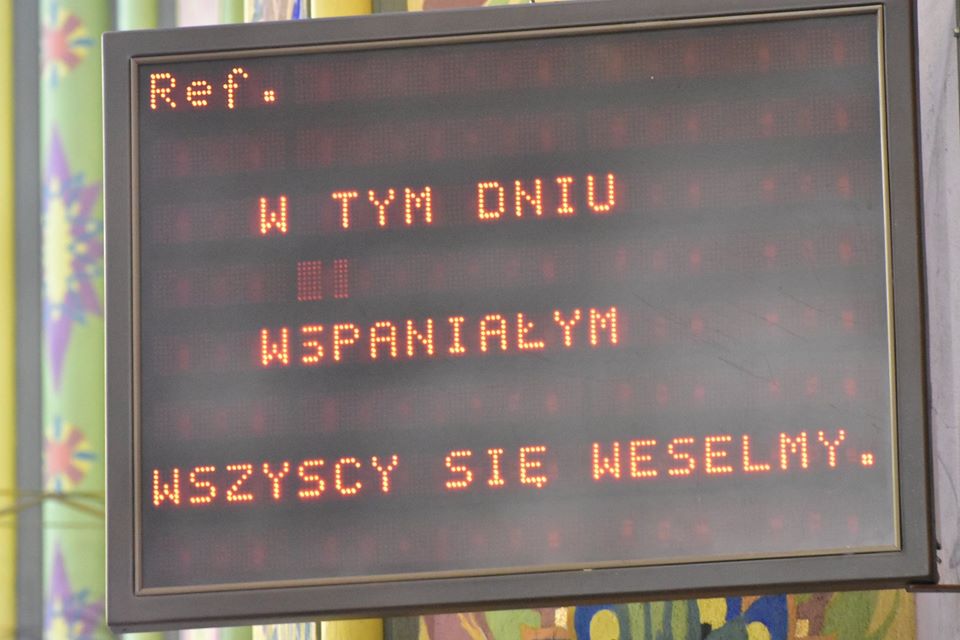 Ref.
W TYM DNIU
WSPANIAŁYM
WSZYSCY SIĘ WESELMY.